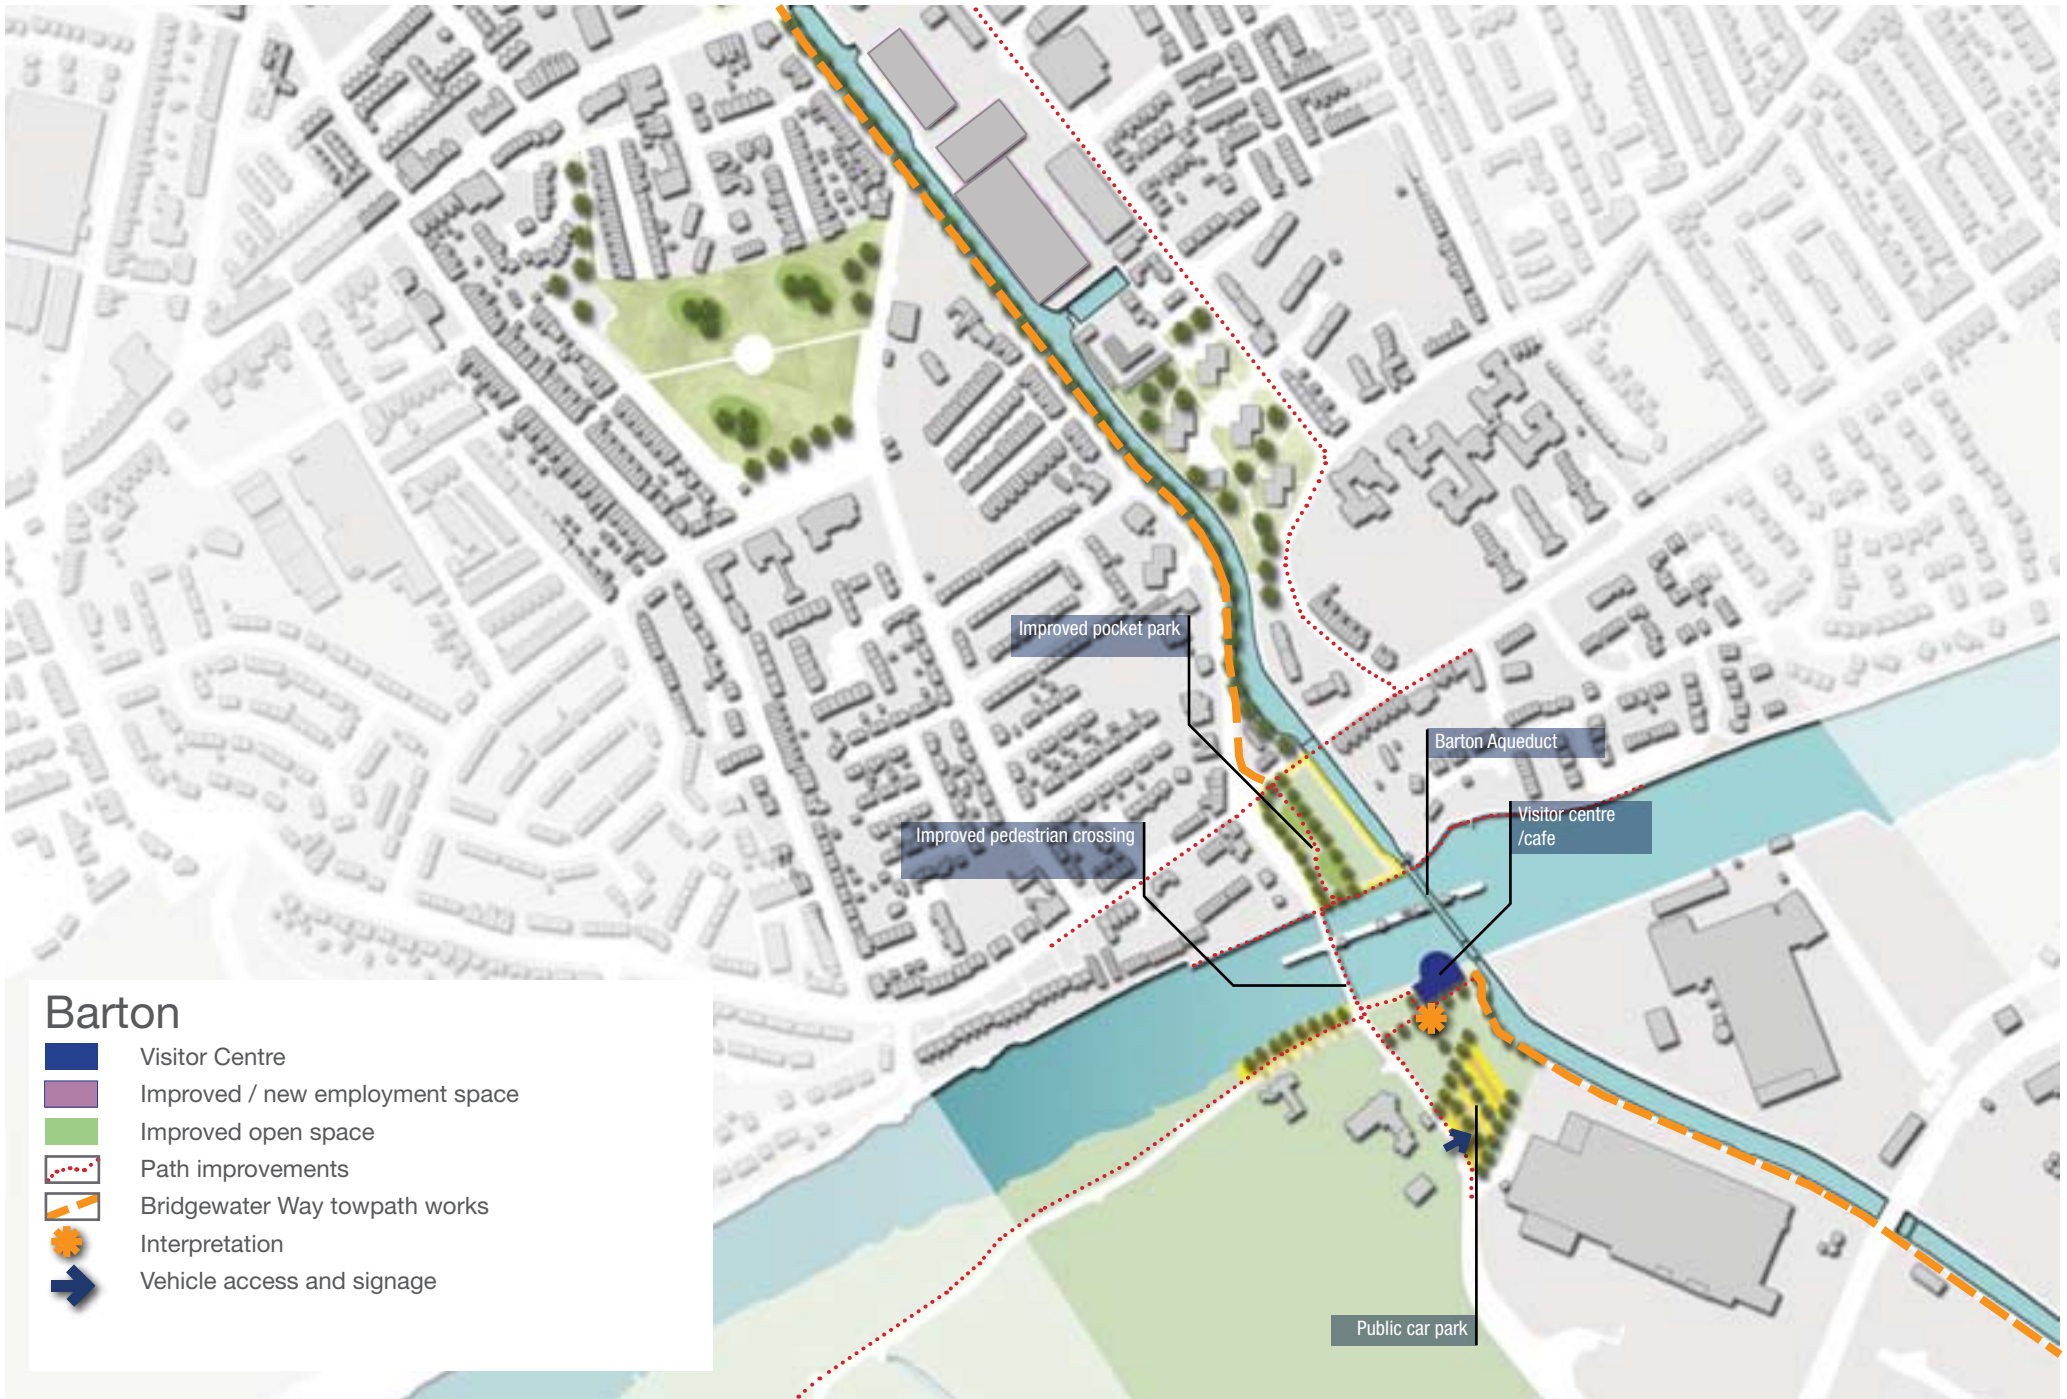 Improved pocket park
Barton Aqueduct
Visitor centre
/cafe
Improved pedestrian crossing
Barton
Visitor Centre
Improved / new employment space
Improved open space
Path improvements
Bridgewater Way towpath works
Interpretation
Vehicle access and signage
Public car park